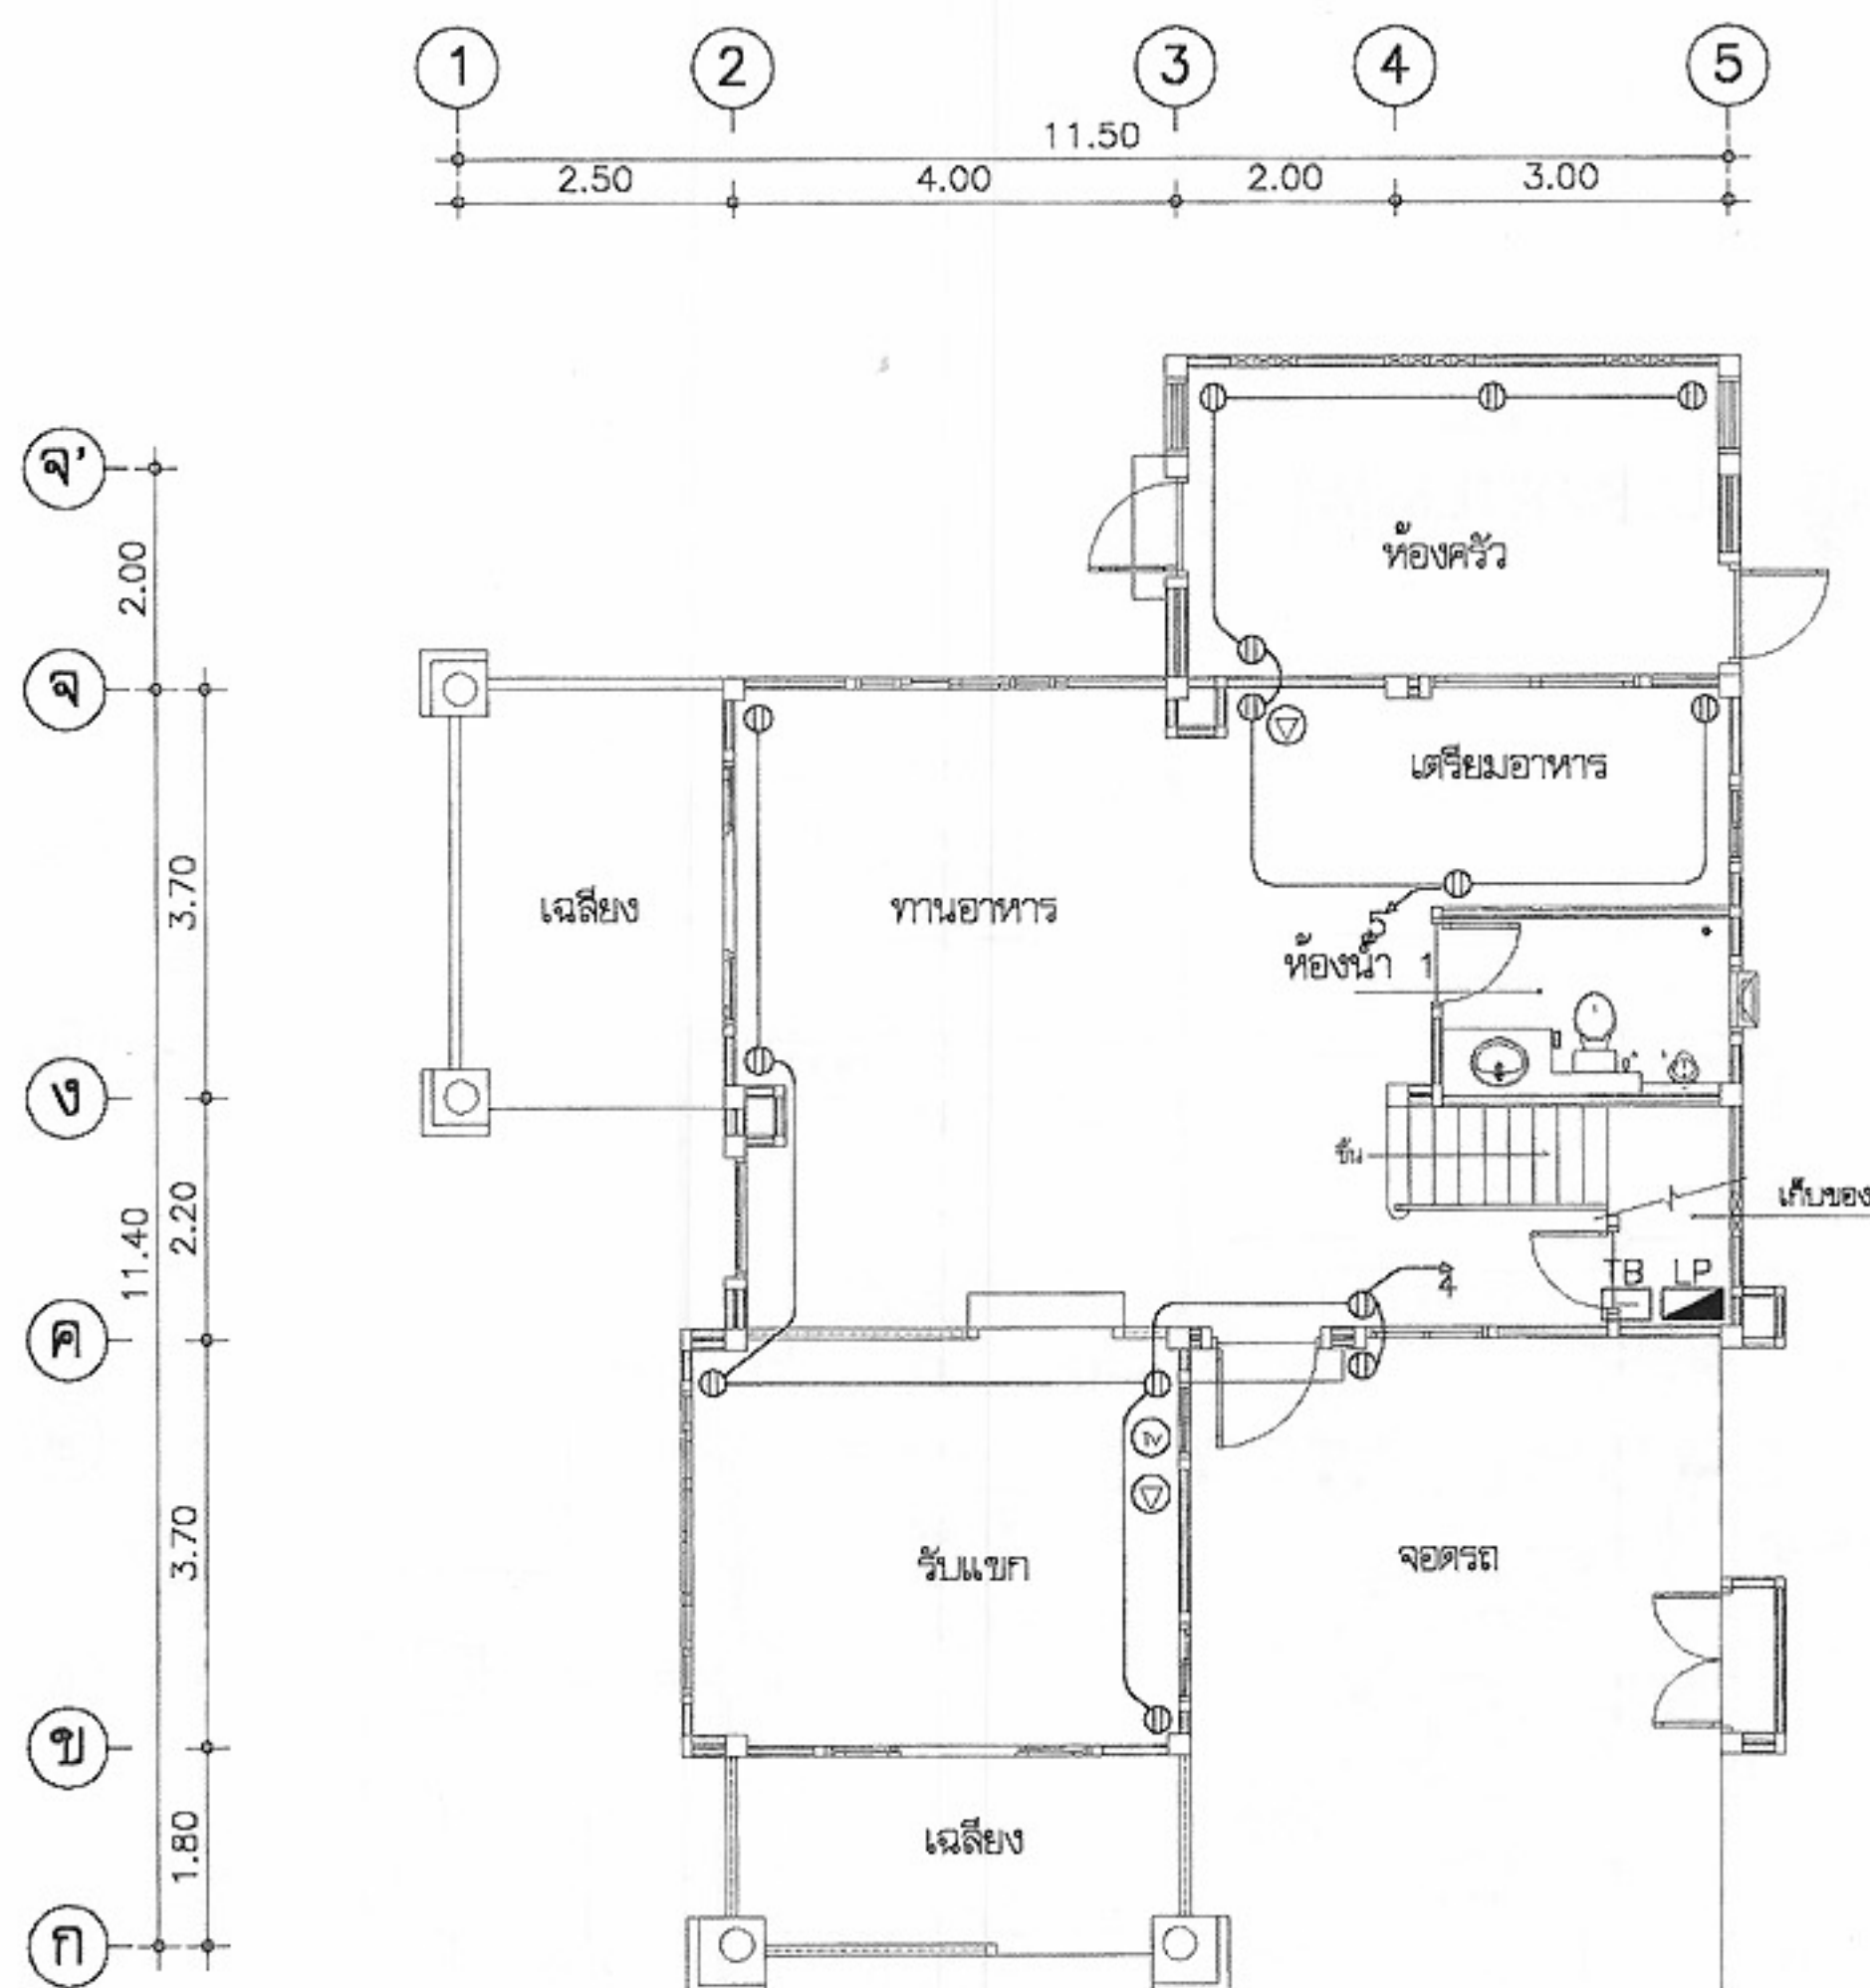 1 2 3 4 5
11.50
2.50 4.00 2.00 3.00
จ'
2.00
ห้องครัว
จ
เตรียมอาหาร
3.70
เฉลียง
ทานอาหาร
5
ห้องน้ำ 1
ง
ขึ้น
2.20
11.40
เก็บของ
TB LP
4
ค
TV
3.70
รับแขก
จอดรถ
ข
1.80
เฉลียง
ก